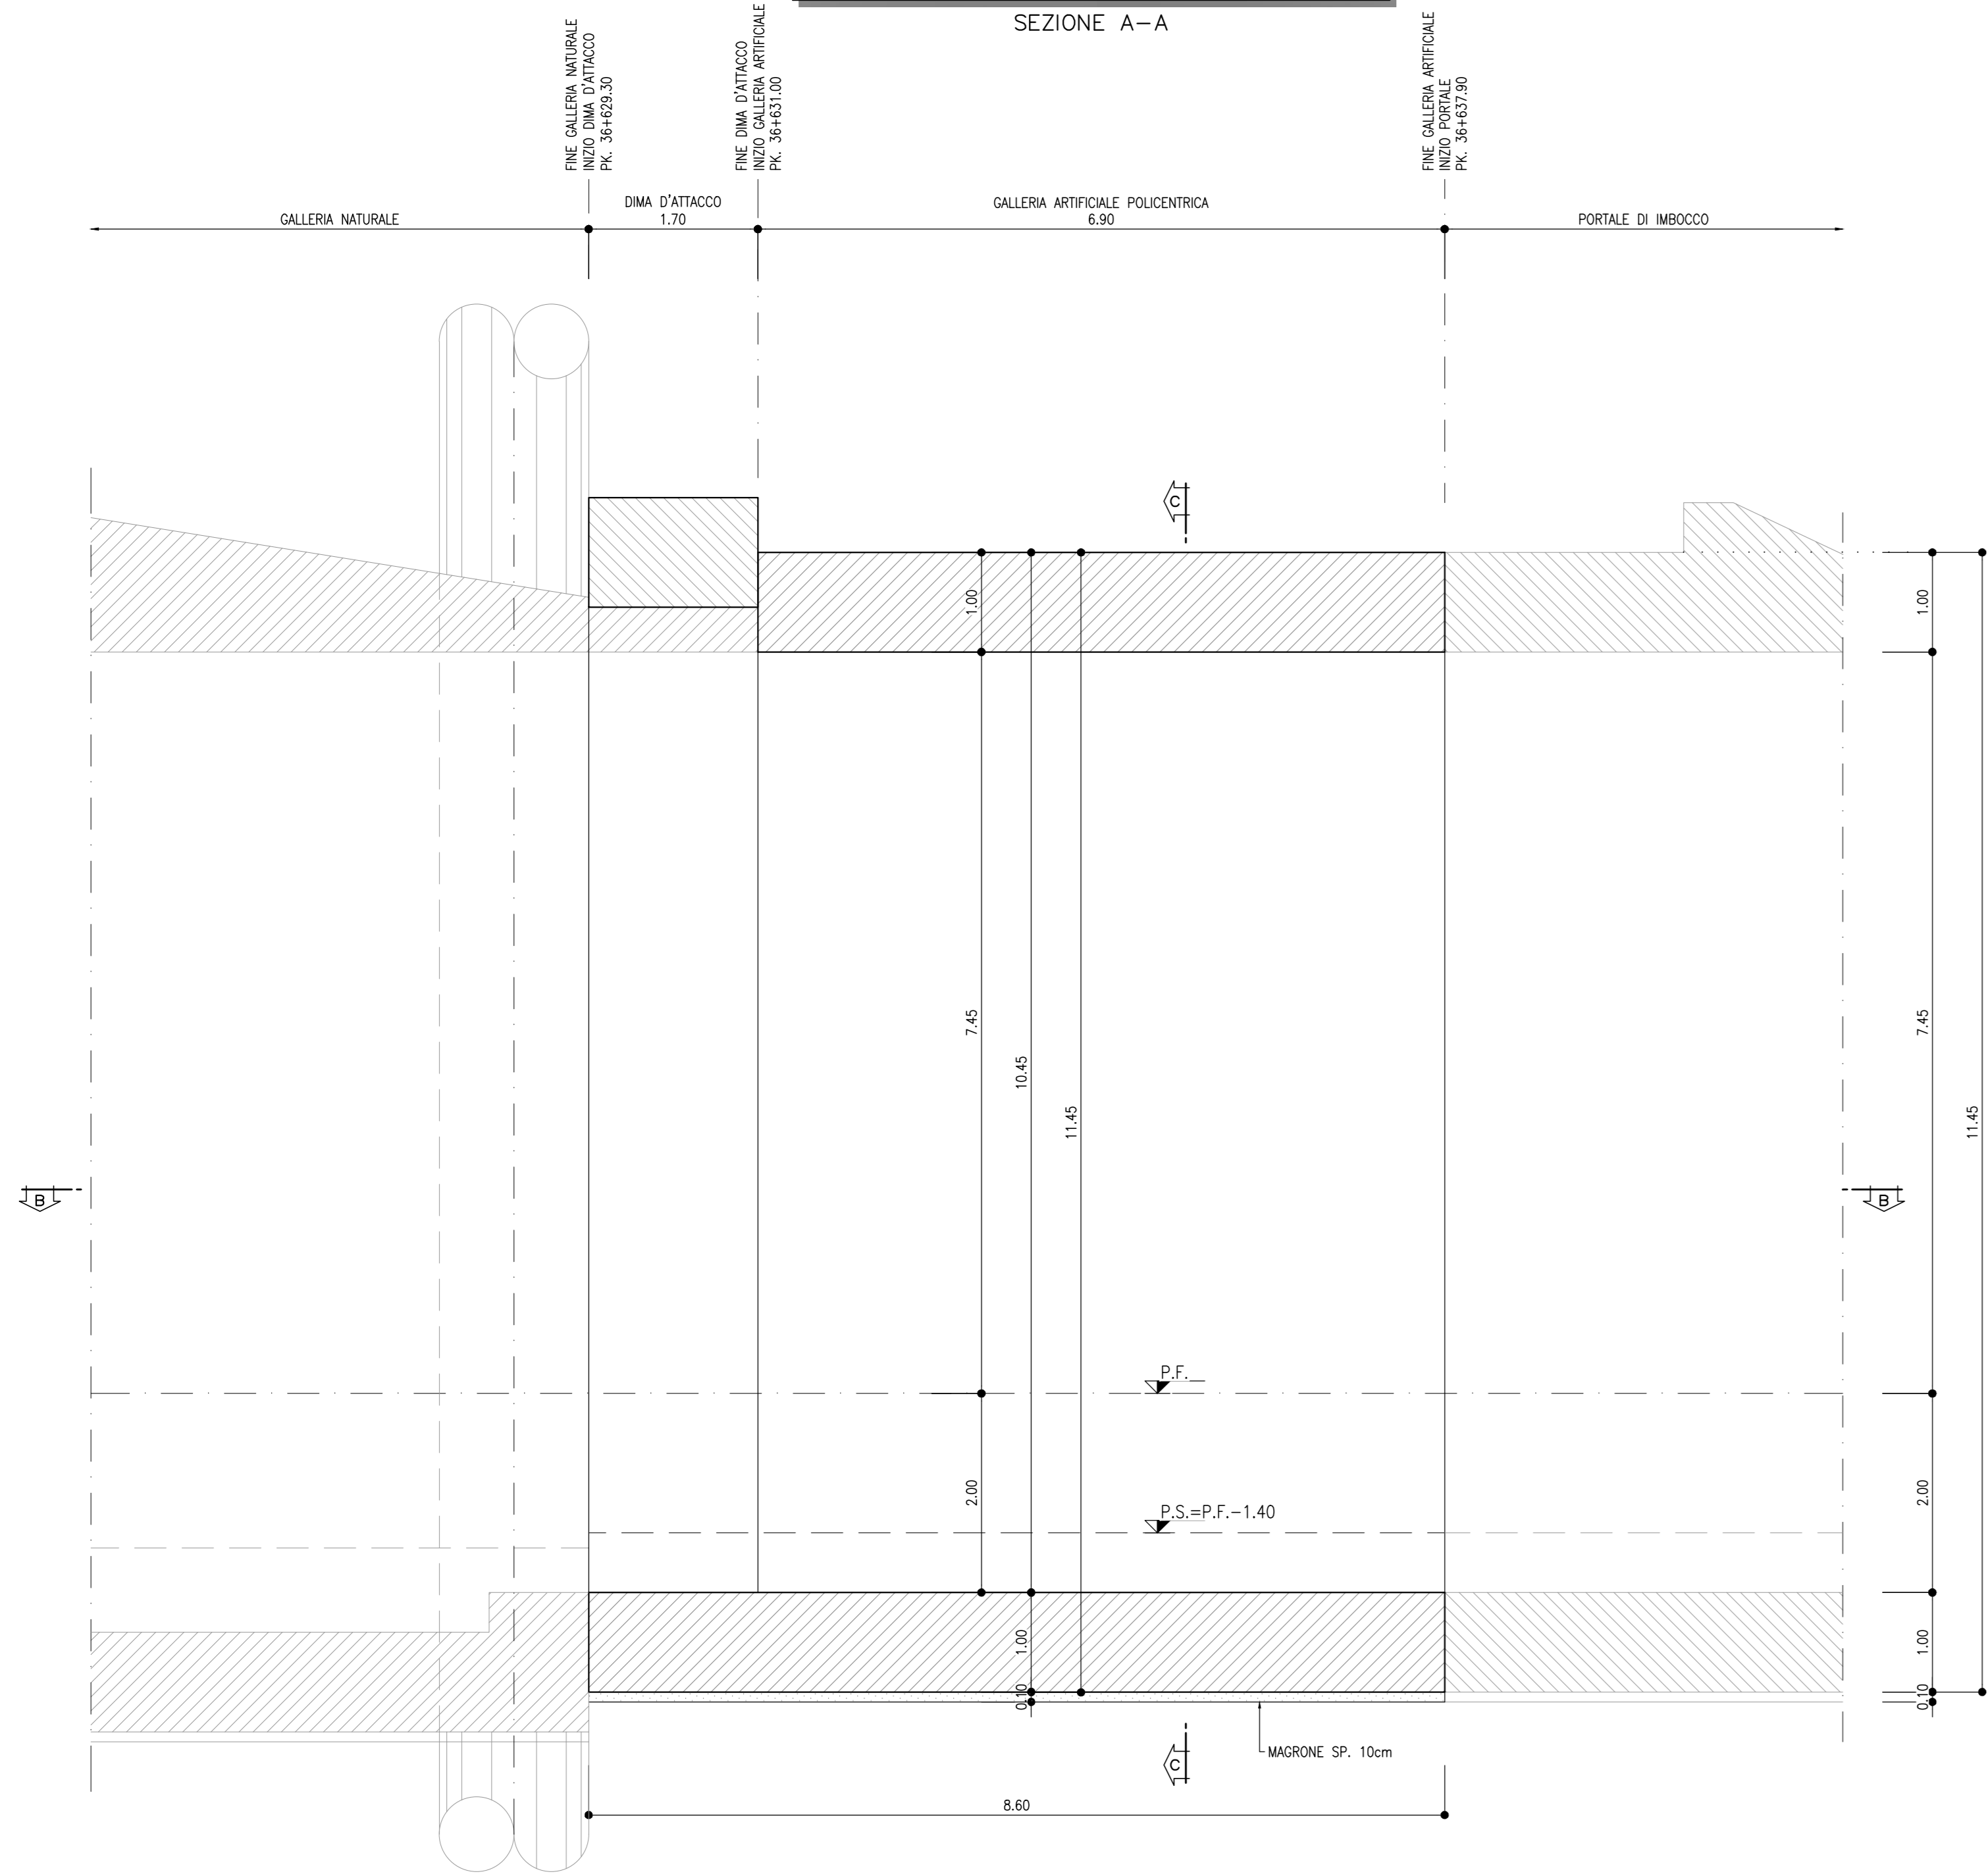 SEZIONE A-A
FINE GALLERIA NATURALE
INIZIO DIMA D'ATTACCO
PK. 36+629.30
FINE DIMA D'ATTACCO
INIZIO GALLERIA ARTIFICIALE
PK. 36+631.00
FINE GALLERIA ARTIFICIALE
INIZIO PORTALE
PK. 36+637.90
GALLERIA NATURALE
DIMA D'ATTACCO
1.70
GALLERIA ARTIFICIALE POLICENTRICA
6.90
PORTALE DI IMBOCCO
C
1.00
1.00
7.45
10.45
11.45
7.45
11.45
B
B
P.F.
2.00
P.S.=P.F.-1.40
2.00
1.00
1.00
0.10
0.10
C
MAGRONE SP. 10cm
8.60